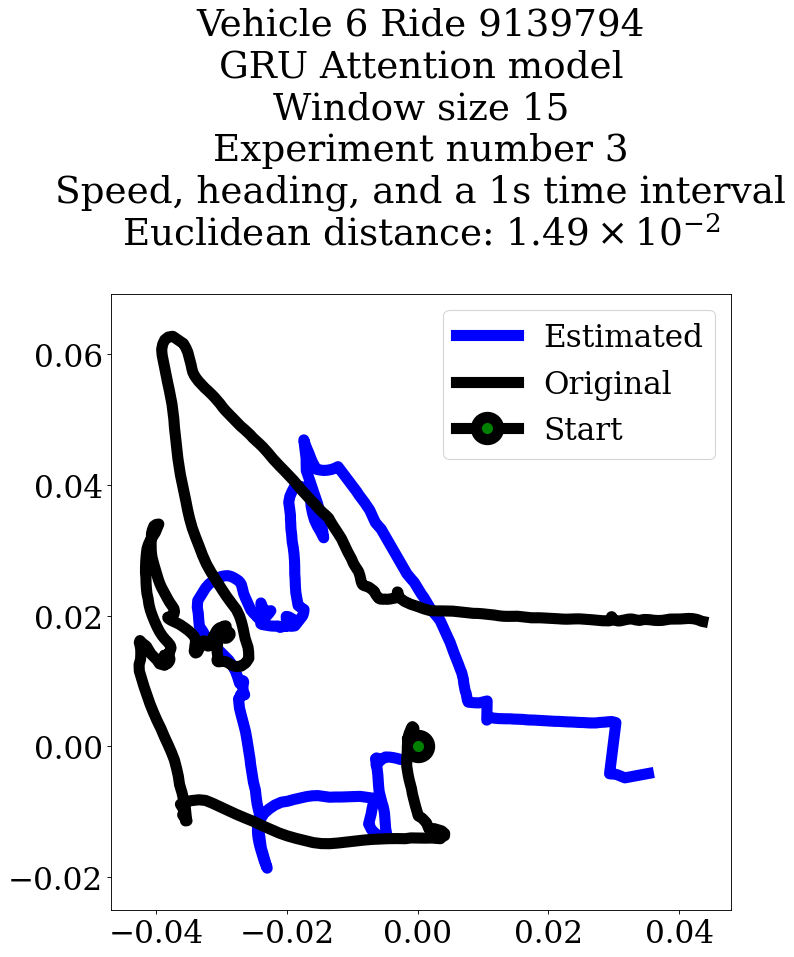 Vehicle 6 Ride 9139794
GRU Attention model
Window size 15
Experiment number 3
Speed, heading, and a 1s time interval
Euclidean distance: 1.49 × 10⁻²
Estimated
Original
Start
0.06
0.04
0.02
0.00
−0.02
−0.04 −0.02 0.00 0.02 0.04